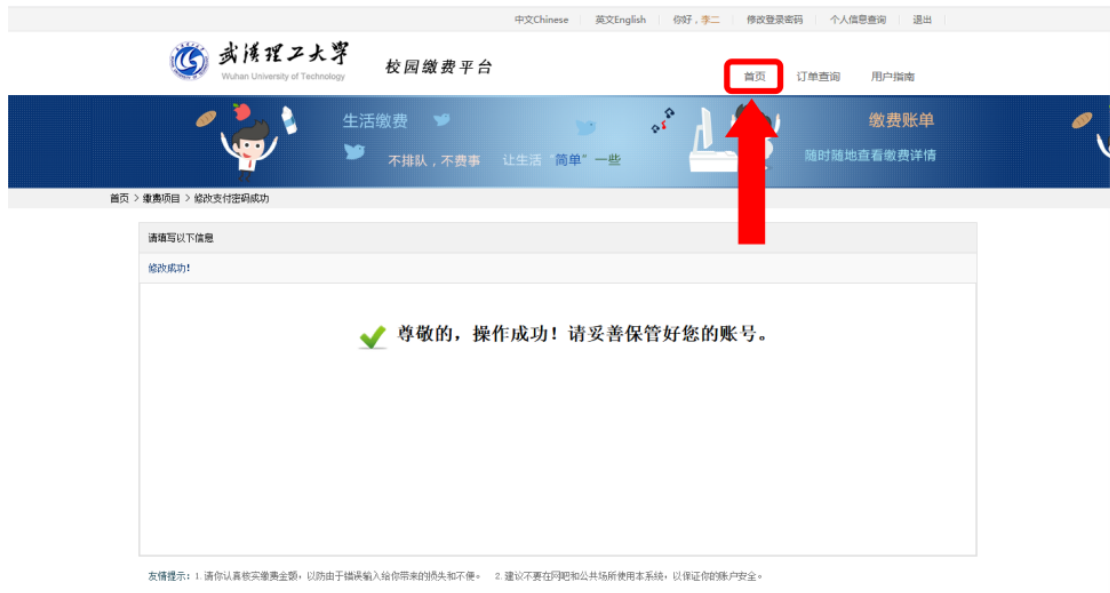 中文Chinese 英文English 你好，李二 修改登录密码 个人信息查询 退出
武汉理工大学
Wuhan University of Technology
校园缴费平台
首页 订单查询 用户指南
生活缴费
不排队，不费事 让生活“简单”一些
缴费账单
随时随地查看缴费详情
首页 > 缴费项目 > 修改支付密码成功
请填写以下信息
修改成功！
尊敬的，操作成功！请妥善保管好您的账号。
友情提示：1. 请你认真核实缴费金额，以防由于错误输入给你带来的损失和不便。 2. 建议不要在网吧和公共场所使用本系统，以保证你的账户安全。